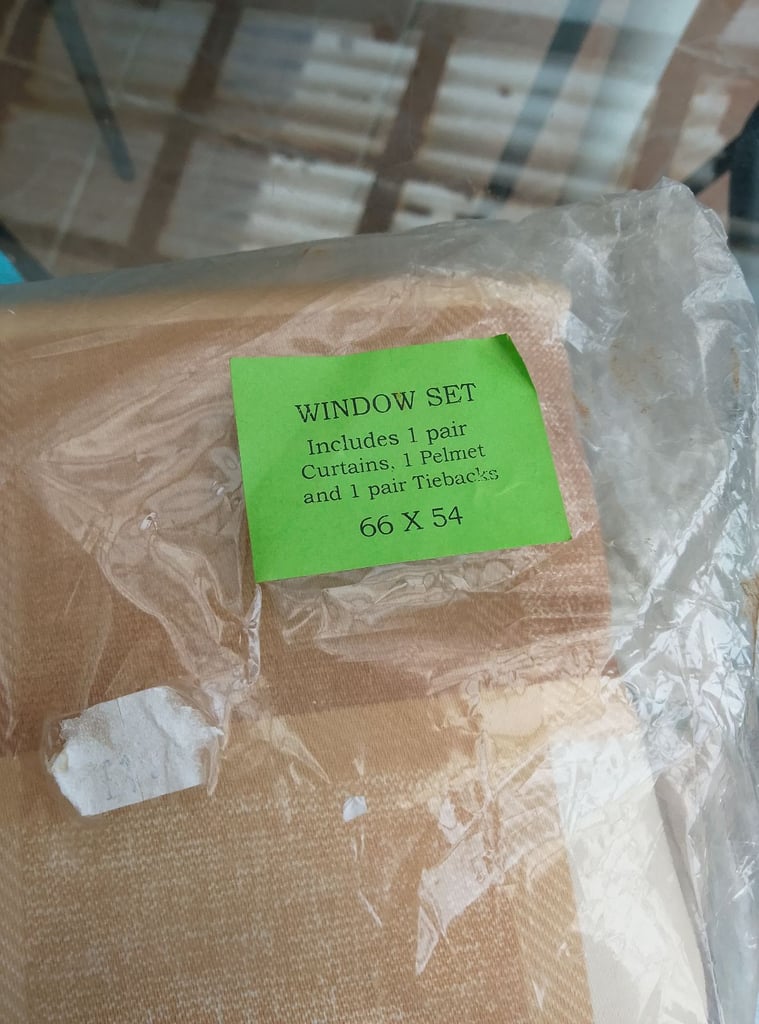 WINDOW SET
Includes 1 pair
Curtains, 1 Pelmet
and 1 pair Tiebacks
66 X 54